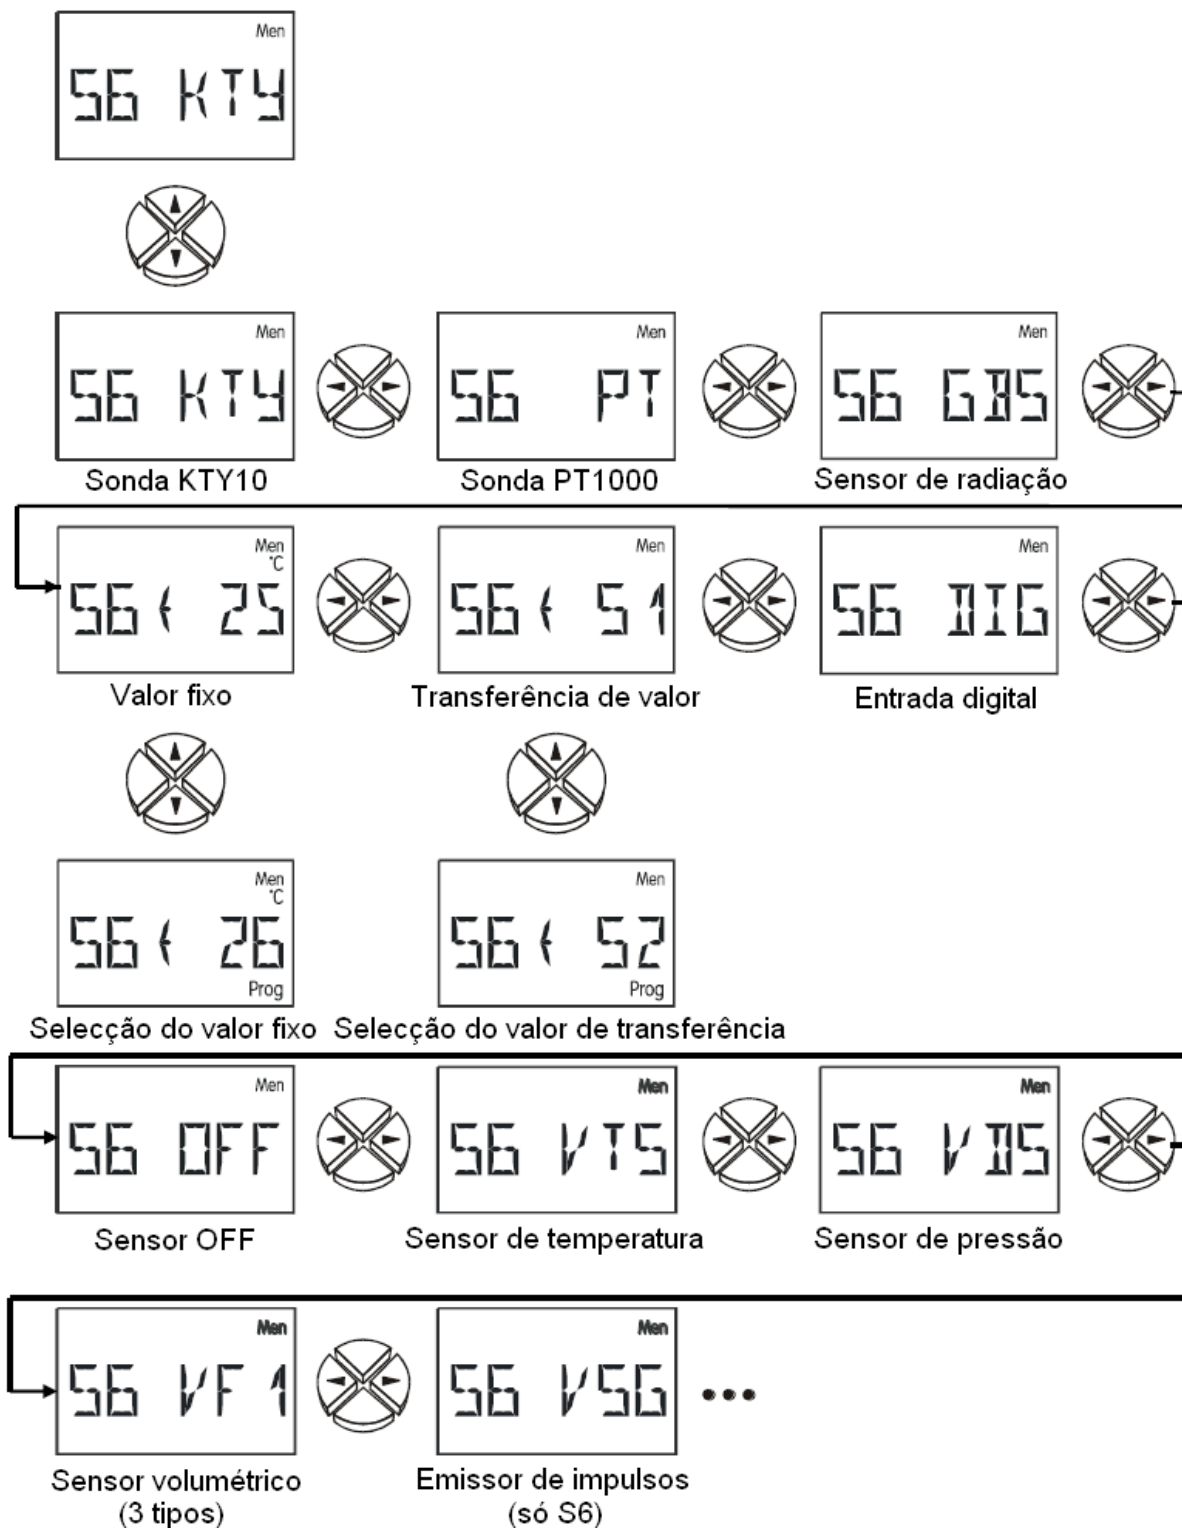 Men
S6 KTY
Men
S6 KTY
Sonda KTY10
Men
S6 PT
Sonda PT1000
Men
S6 GBS
Sensor de radiação
Men
°C
S6< 25
Valor fixo
Men
S6< S1
Transferência de valor
Men
S6 DIG
Entrada digital
Men
°C
S6< 26
Prog
Selecção do valor fixo
Men
S6< S2
Prog
Selecção do valor de transferência
Men
S6 OFF
Sensor OFF
Men
S6 VTS
Sensor de temperatura
Men
S6 VDS
Sensor de pressão
Men
S6 VF1
Sensor volumétrico
(3 tipos)
Men
S6 VSG
Emissor de impulsos
(só S6)
•••